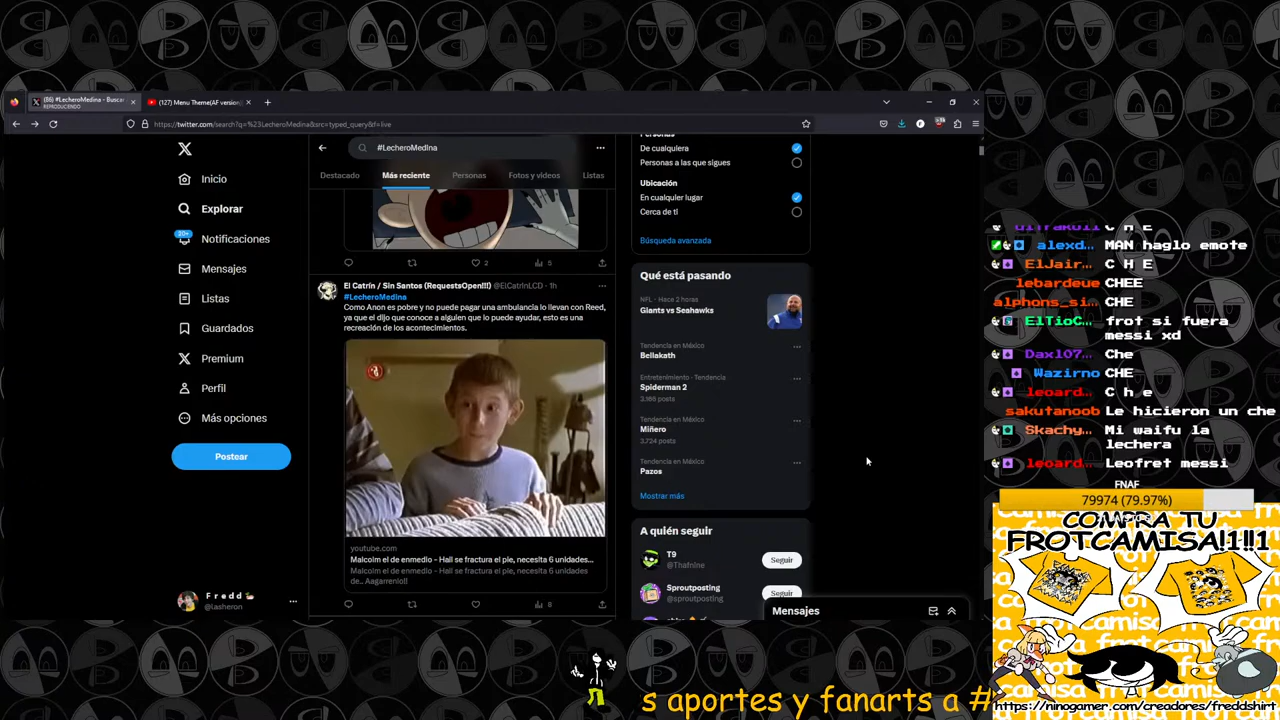 (86) #LecheroMedina - Busca
REPRODUCIENDO
(127) Menu Theme(AF version)
https://twitter.com/search?q=%23LecheroMedina&src=typed_query&f=live
#LecheroMedina
Destacado
Más reciente
Personas
Fotos y videos
Listas
Inicio
Explorar
20+
Notificaciones
Mensajes
Listas
Guardados
Premium
Perfil
Más opciones
Postear
F r e d d
@lasheron
2
5
El Catrín / Sin Santos (RequestsOpen!!!) @ElCatrinLCD · 1h
#LecheroMedina
Como Anon es pobre y no puede pagar una ambulancia lo llevan con Reed,
ya que el dijo que conoce a alguien que lo puede ayudar, esto es una
recreación de los acontecimientos.
youtube.com
Malcolm el de enmedio - Hall se fractura el pie, necesita 6 unidades...
Malcolm el de enmedio - Hall se fractura el pie, necesita 6 unidades
de.. Aagarrenlo!!
8
Personas
De cualquiera
Personas a las que sigues
Ubicación
En cualquier lugar
Cerca de ti
Búsqueda avanzada
Qué está pasando
NFL · Hace 2 horas
Giants vs Seahawks
Tendencia en México
Bellakath
Entretenimiento · Tendencia
Spiderman 2
3.166 posts
Tendencia en México
Miñero
3.724 posts
Tendencia en México
Pazos
Mostrar más
A quién seguir
T9
@Thafnine
Seguir
Sproutposting
@sproutposting
Seguir
Mensajes
C H E
alexd... MAN haglo emote
ElJair... C H E
lebardeue CHEE
alphons_si... CHE
ElTioC... frot si fuera
messi xd
Dax107... Che
Wazirno CHE
leoard... C h e
sakutanoob Le hicieron un che
Skachy... Mi waifu la
lechera
leoard... Leofret messi
FNAF
79974 (79.97%)
COMPRA TU
FROTCAMISA!1!!1
https://ninogamer.com/creadores/freddshirt
s aportes y fanarts a #